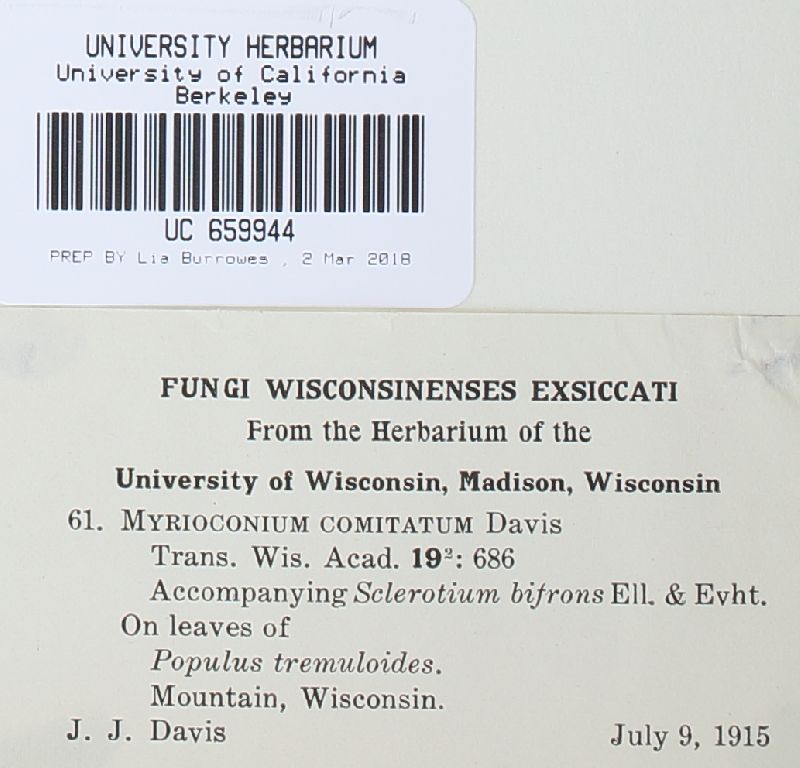 UNIVERSITY HERBARIUM
University of California
Berkeley
UC 659944
PREP BY Lia Burrowes , 2 Mar 2018
FUNGI WISCONSINENSES EXSICCATI
From the Herbarium of the
University of Wisconsin, Madison, Wisconsin
61. MYRIOCONIUM COMITATUM Davis
Trans. Wis. Acad. 19²: 686
Accompanying Sclerotium bifrons Ell. & Evht.
On leaves of
Populus tremuloides.
Mountain, Wisconsin.
J. J. Davis July 9, 1915